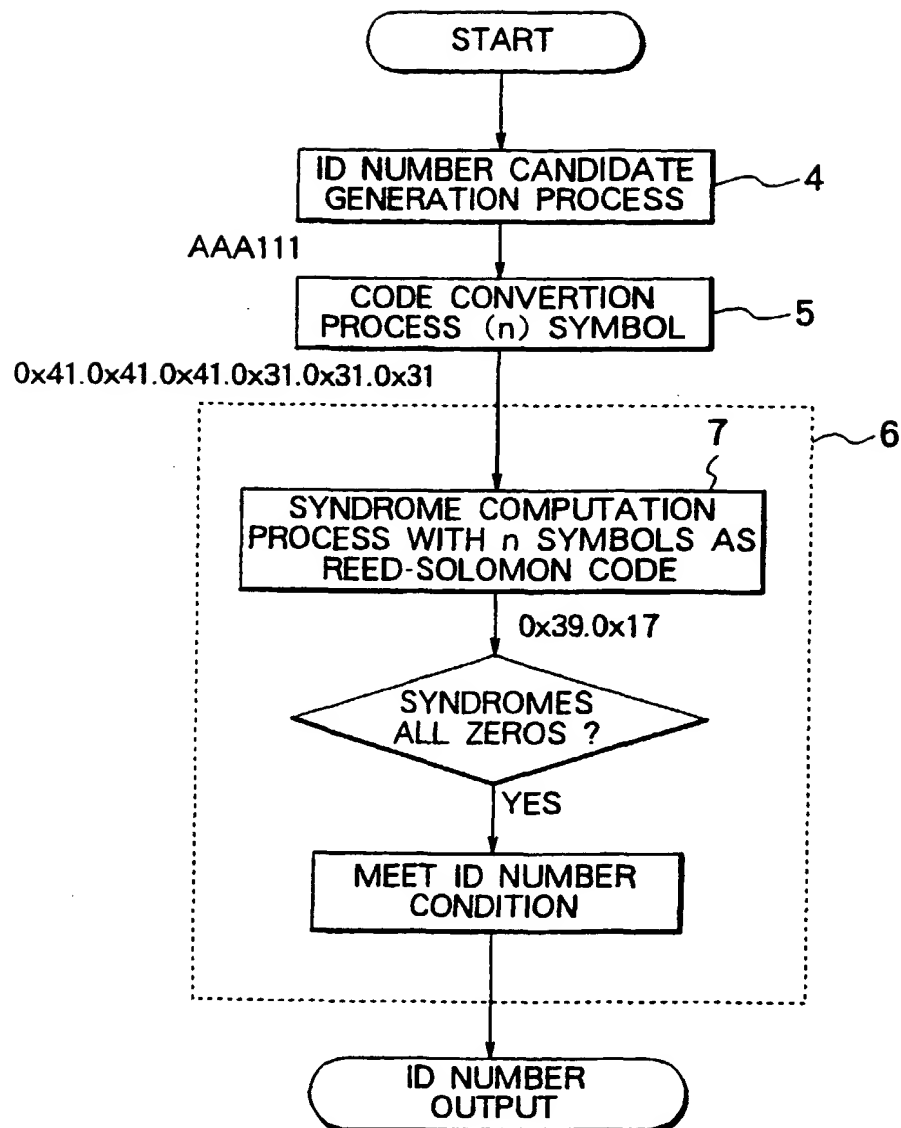 START
ID NUMBER CANDIDATE
GENERATION PROCESS
4
AAA111
CODE CONVERTION
PROCESS (n) SYMBOL
5
0x41.0x41.0x41.0x31.0x31.0x31
6
7
SYNDROME COMPUTATION
PROCESS WITH n SYMBOLS AS
REED-SOLOMON CODE
0x39.0x17
SYNDROMES
ALL ZEROS ?
YES
MEET ID NUMBER
CONDITION
ID NUMBER
OUTPUT